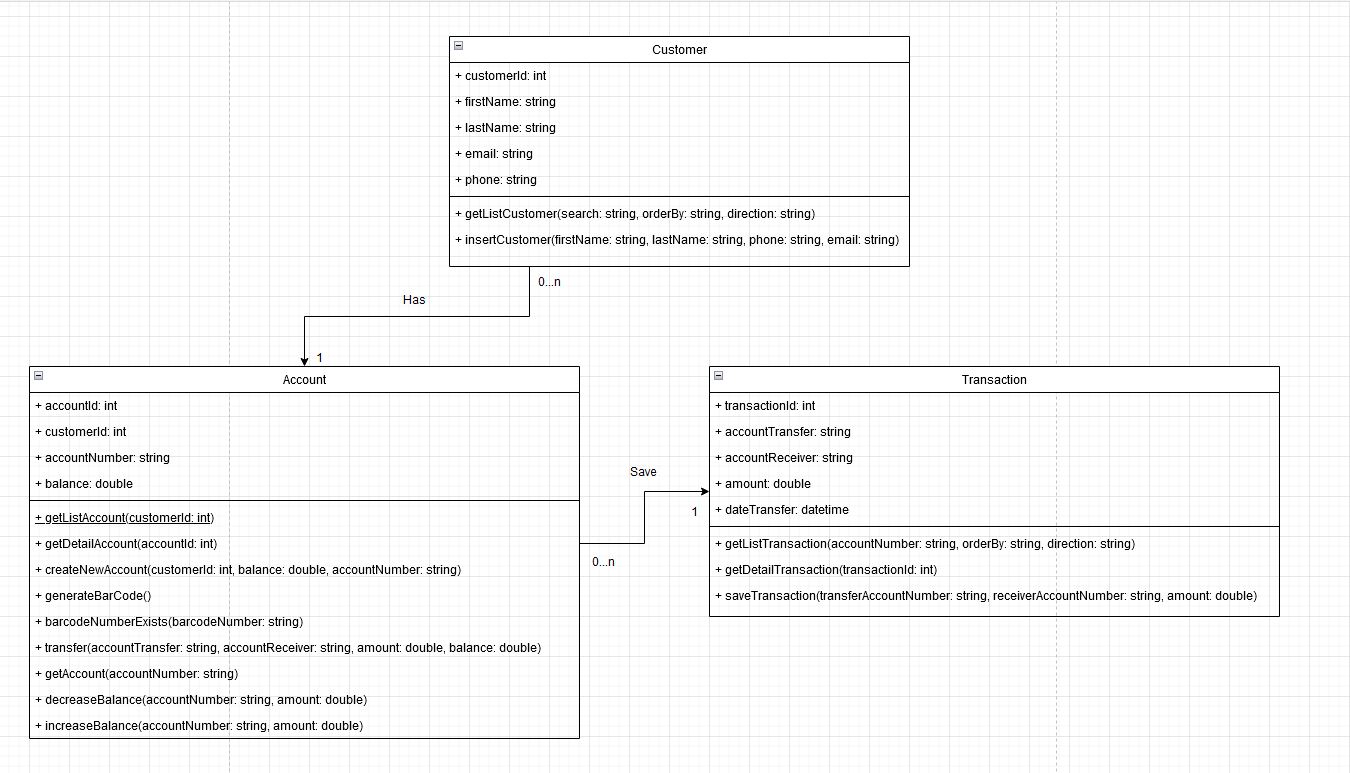 Customer
+ customerId: int
+ firstName: string
+ lastName: string
+ email: string
+ phone: string
+ getListCustomer(search: string, orderBy: string, direction: string)
+ insertCustomer(firstName: string, lastName: string, phone: string, email: string)
0...n
Has
1
Account
+ accountId: int
+ customerId: int
+ accountNumber: string
+ balance: double
+ getListAccount(customerId: int)
+ getDetailAccount(accountId: int)
+ createNewAccount(customerId: int, balance: double, accountNumber: string)
+ generateBarCode()
+ barcodeNumberExists(barcodeNumber: string)
+ transfer(accountTransfer: string, accountReceiver: string, amount: double, balance: double)
+ getAccount(accountNumber: string)
+ decreaseBalance(accountNumber: string, amount: double)
+ increaseBalance(accountNumber: string, amount: double)
Save
1
0...n
Transaction
+ transactionId: int
+ accountTransfer: string
+ accountReceiver: string
+ amount: double
+ dateTransfer: datetime
+ getListTransaction(accountNumber: string, orderBy: string, direction: string)
+ getDetailTransaction(transactionId: int)
+ saveTransaction(transferAccountNumber: string, receiverAccountNumber: string, amount: double)